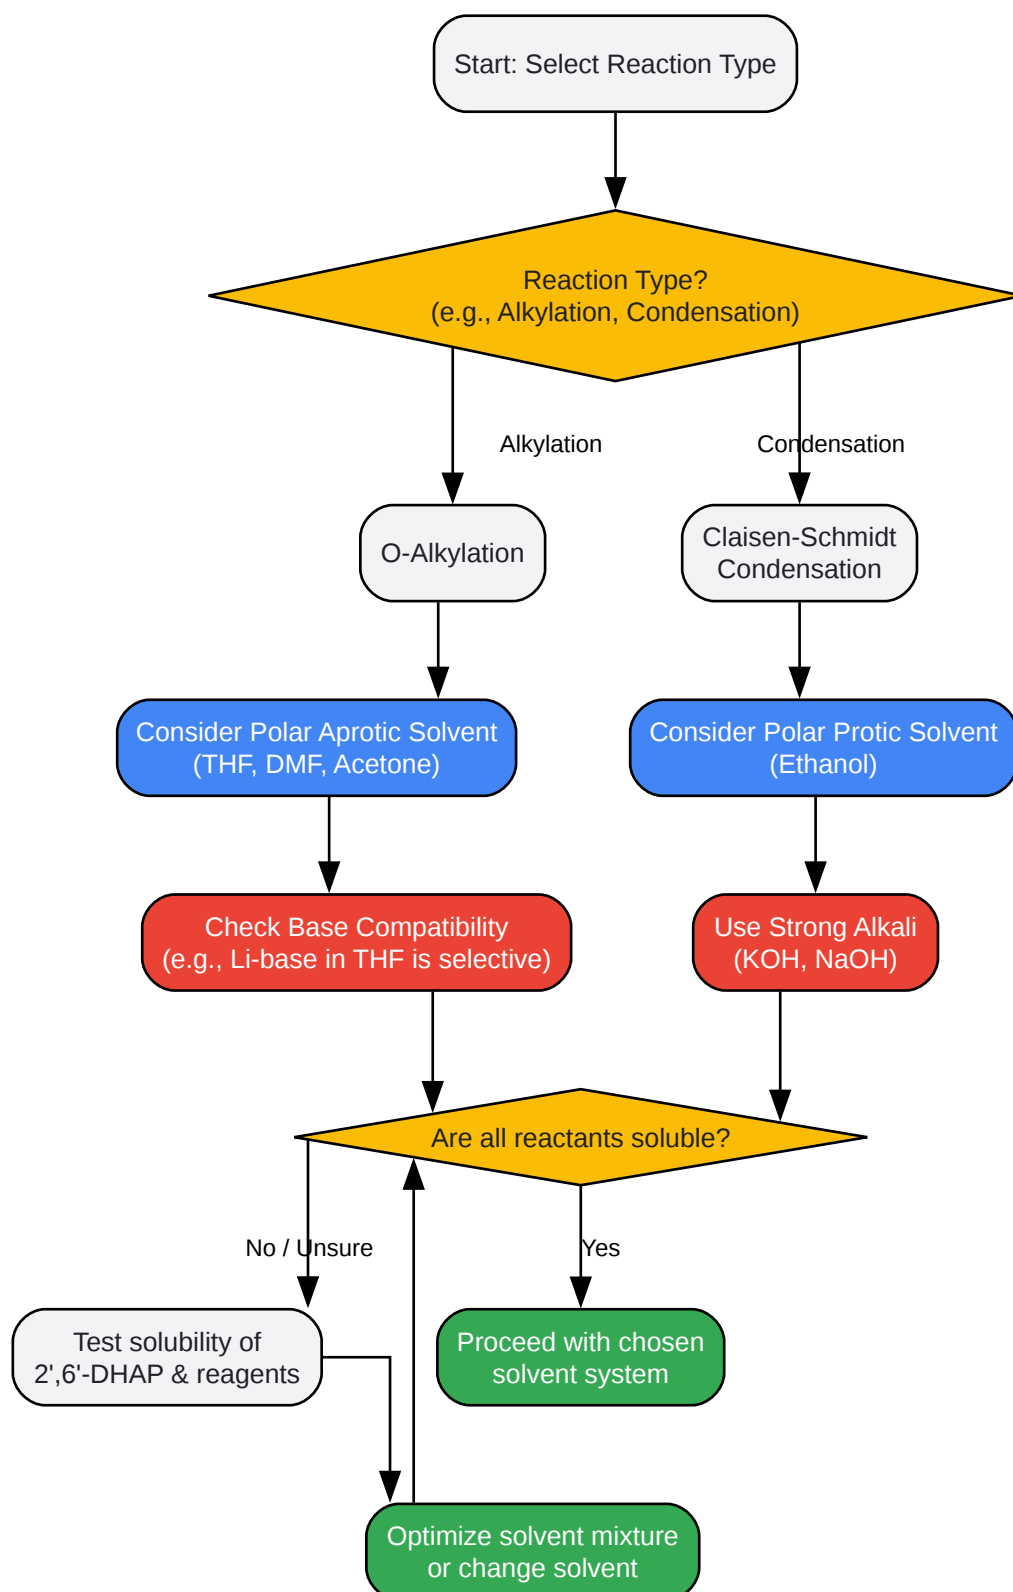 Start: Select Reaction Type
Reaction Type?
(e.g., Alkylation, Condensation)
Alkylation
Condensation
O-Alkylation
Claisen-Schmidt
Condensation
Consider Polar Aprotic Solvent
(THF, DMF, Acetone)
Consider Polar Protic Solvent
(Ethanol)
Check Base Compatibility
(e.g., Li-base in THF is selective)
Use Strong Alkali
(KOH, NaOH)
Are all reactants soluble?
No / Unsure
Yes
Test solubility of
2',6'-DHAP & reagents
Proceed with chosen
solvent system
Optimize solvent mixture
or change solvent